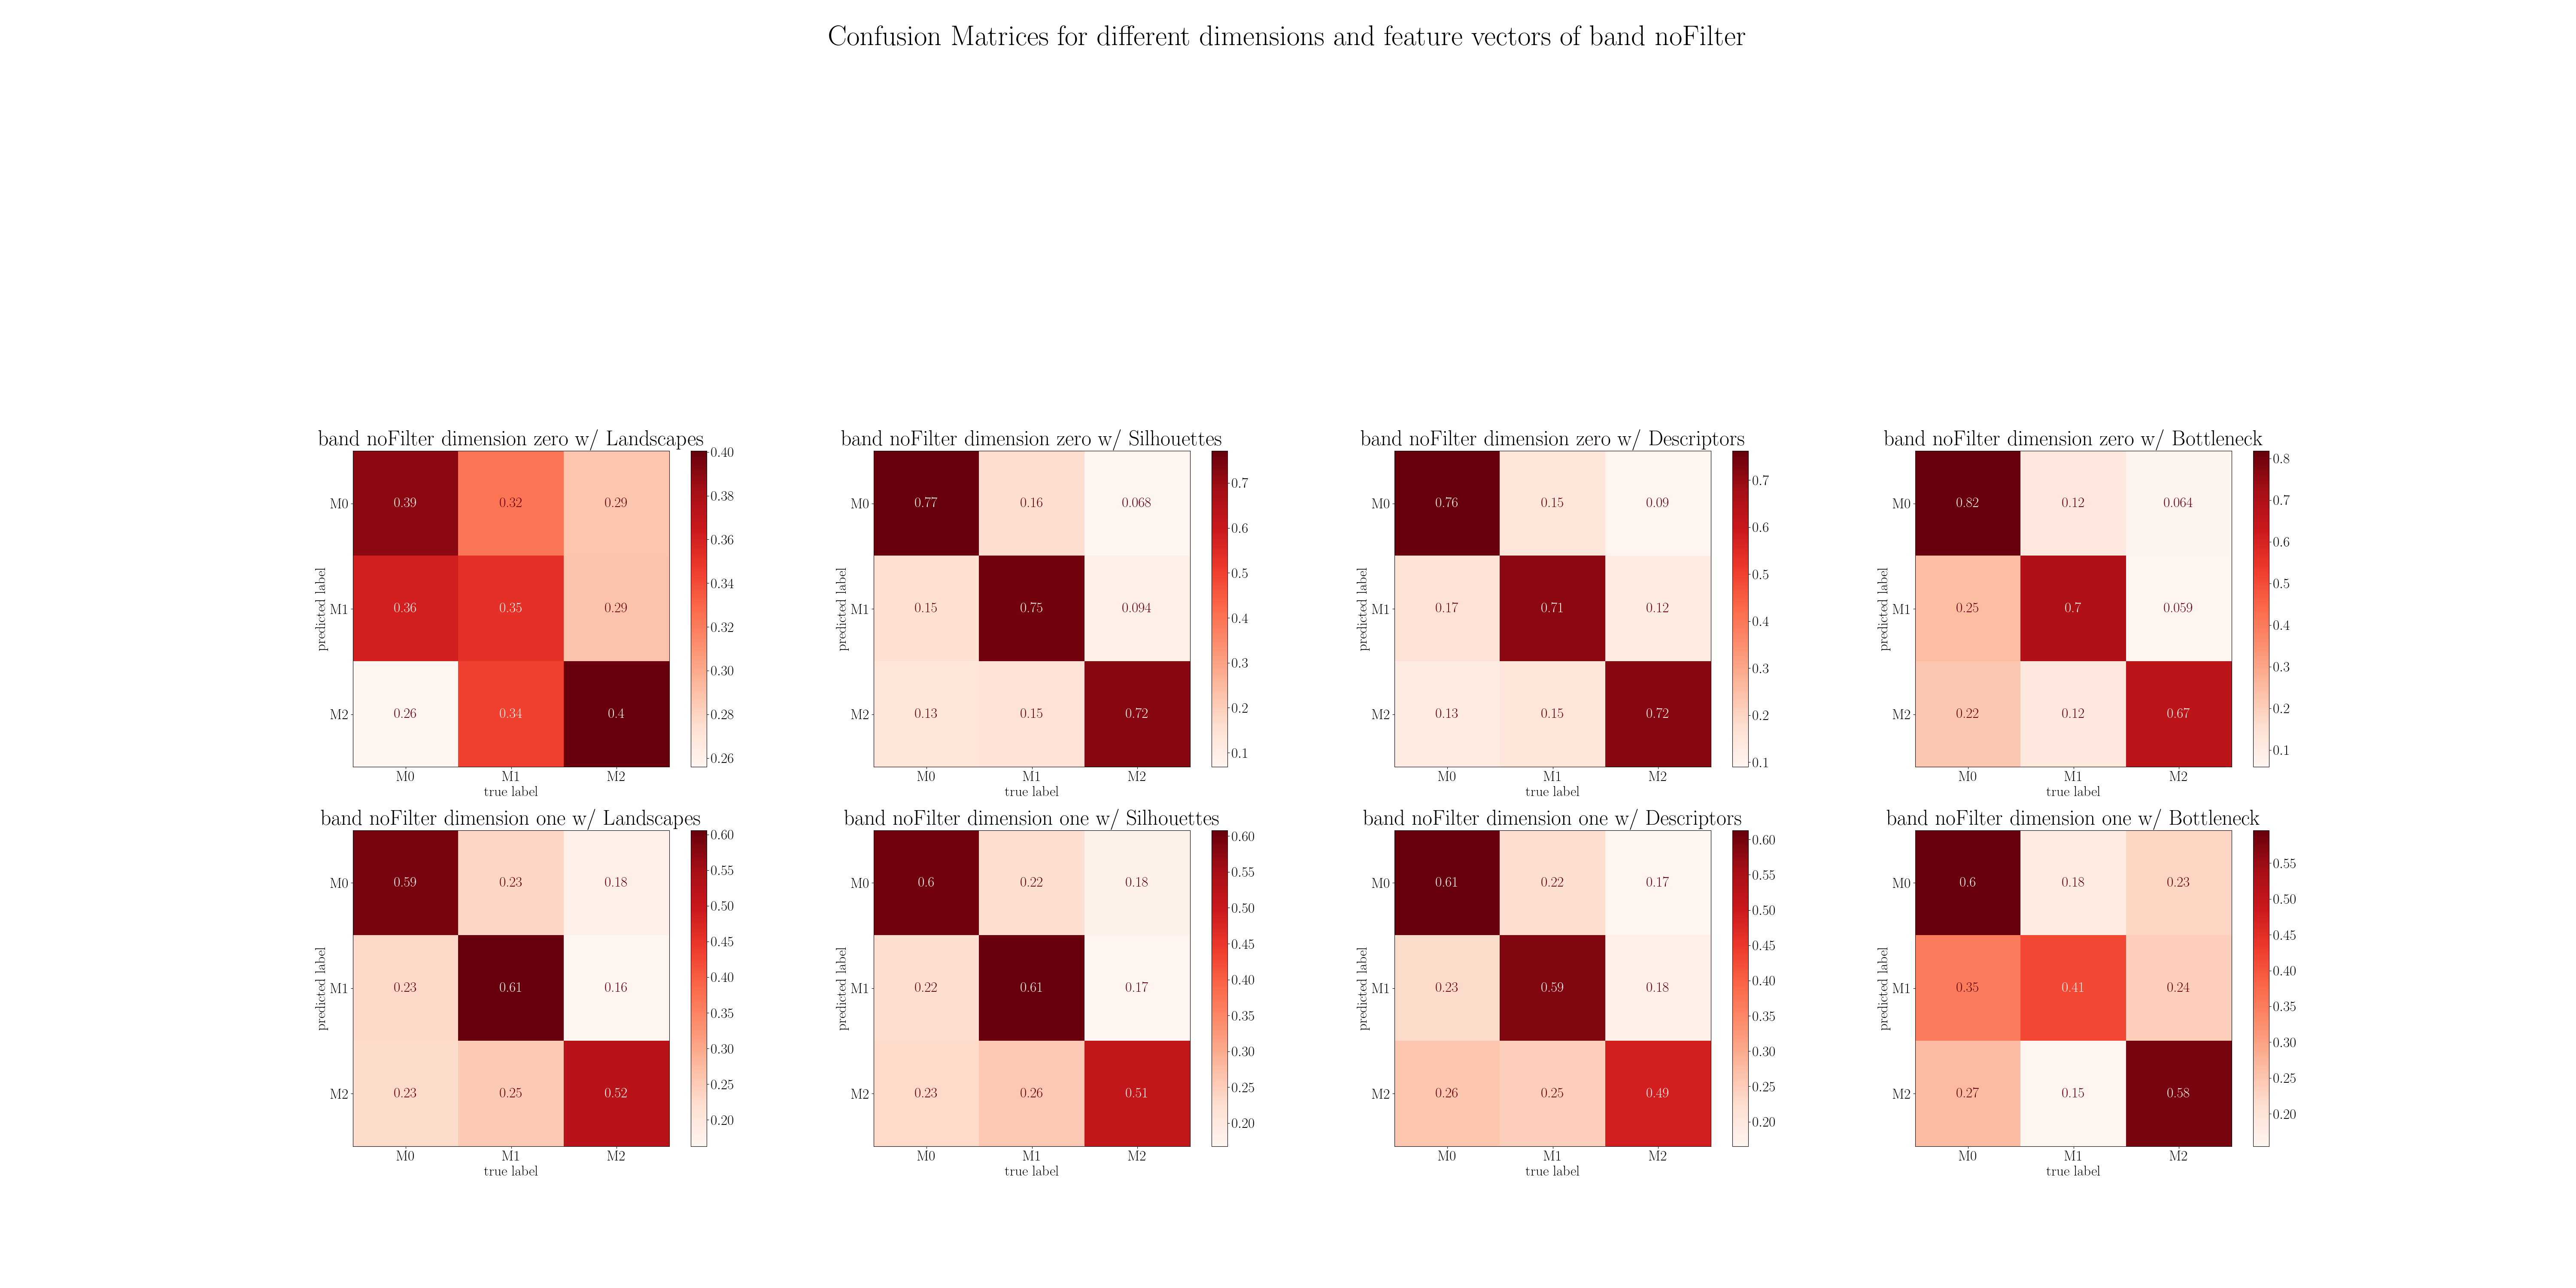 Confusion Matrices for different dimensions and feature vectors of band noFilter
band noFilter dimension zero w/ Landscapes
0.40
0.38
0.36
0.34
0.32
0.30
0.28
0.26
predicted label
M0 0.39 0.32 0.29
M1 0.36 0.35 0.29
M2 0.26 0.34 0.4
M0 M1 M2
true label
band noFilter dimension zero w/ Silhouettes
0.7
0.6
0.5
0.4
0.3
0.2
0.1
predicted label
M0 0.77 0.16 0.068
M1 0.15 0.75 0.094
M2 0.13 0.15 0.72
M0 M1 M2
true label
band noFilter dimension zero w/ Descriptors
0.7
0.6
0.5
0.4
0.3
0.2
0.1
predicted label
M0 0.76 0.15 0.09
M1 0.17 0.71 0.12
M2 0.13 0.15 0.72
M0 M1 M2
true label
band noFilter dimension zero w/ Bottleneck
0.8
0.7
0.6
0.5
0.4
0.3
0.2
0.1
predicted label
M0 0.82 0.12 0.064
M1 0.25 0.7 0.059
M2 0.22 0.12 0.67
M0 M1 M2
true label
band noFilter dimension one w/ Landscapes
0.60
0.55
0.50
0.45
0.40
0.35
0.30
0.25
0.20
predicted label
M0 0.59 0.23 0.18
M1 0.23 0.61 0.16
M2 0.23 0.25 0.52
M0 M1 M2
true label
band noFilter dimension one w/ Silhouettes
0.60
0.55
0.50
0.45
0.40
0.35
0.30
0.25
0.20
predicted label
M0 0.6 0.22 0.18
M1 0.22 0.61 0.17
M2 0.23 0.26 0.51
M0 M1 M2
true label
band noFilter dimension one w/ Descriptors
0.60
0.55
0.50
0.45
0.40
0.35
0.30
0.25
0.20
predicted label
M0 0.61 0.22 0.17
M1 0.23 0.59 0.18
M2 0.26 0.25 0.49
M0 M1 M2
true label
band noFilter dimension one w/ Bottleneck
0.55
0.50
0.45
0.40
0.35
0.30
0.25
0.20
predicted label
M0 0.6 0.18 0.23
M1 0.35 0.41 0.24
M2 0.27 0.15 0.58
M0 M1 M2
true label